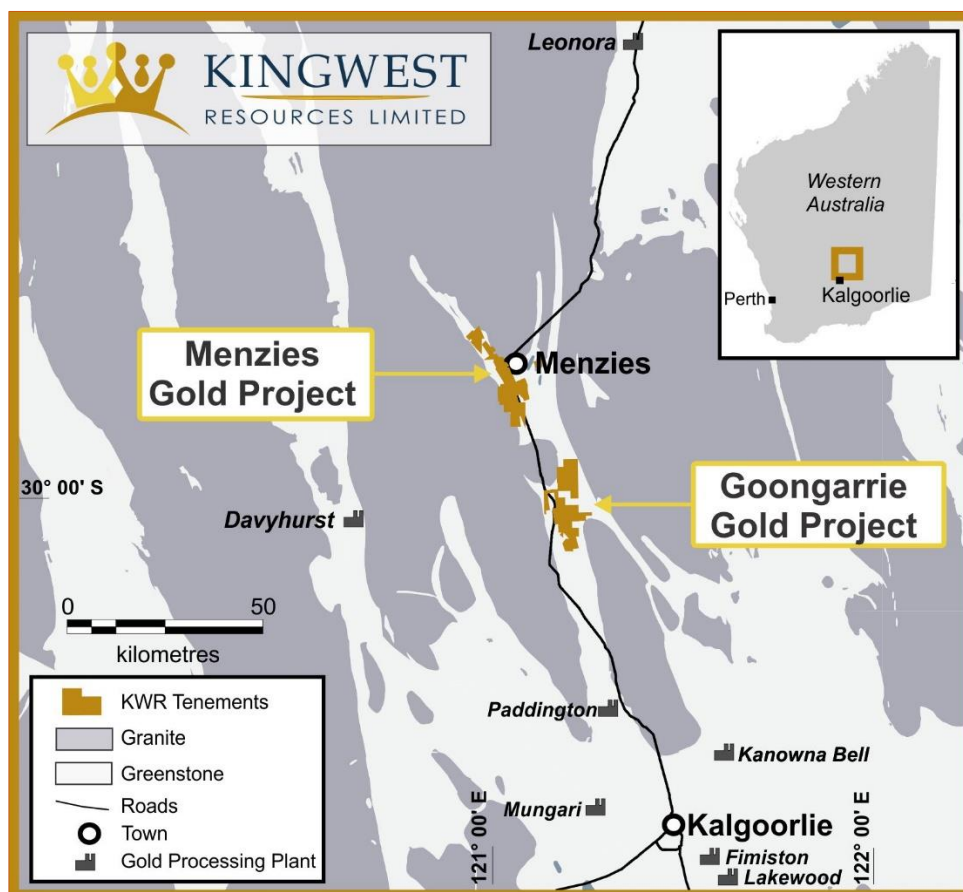 Leonora
KINGWEST
RESOURCES LIMITED
Western
Australia
Perth
Kalgoorlie
Menzies
Gold Project
Menzies
30° 00' S
Davyhurst
Goongarrie
Gold Project
0 50
kilometres
KWR Tenements
Granite
Greenstone
Roads
Town
Gold Processing Plant
Paddington
Kanowna Bell
Mungari
121° 00' E
Kalgoorlie
122° 00' E
Fimiston
Lakewood